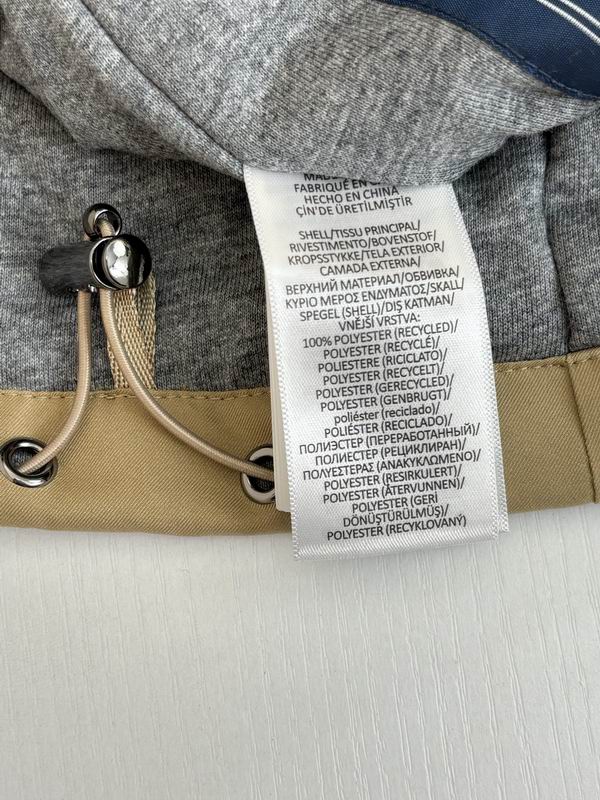 MADE
FABRIQUÉ EN C
HECHO EN CHINA
ÇİN'DE ÜRETİLMİŞTİR
SHELL/TISSU PRINCIPAL/
RIVESTIMENTO/BOVENSTOF/
KROPSSTYKKE/TELA EXTERIOR/
CAMADA EXTERNA/
ВЕРХНИЙ МАТЕРИАЛ/ОБВИВКА/
ΚΥΡΙΟ ΜΕΡΟΣ ΕΝΔΥΜΑΤΟΣ/SKALL/
SPEGEL (SHELL)/DIŞ KATMAN/
VNĚJŠÍ VRSTVA:
100% POLYESTER (RECYCLED)/
POLYESTER (RECYCLÉ)/
POLIESTERE (RICICLATO)/
POLYESTER (RECYCELT)/
POLYESTER (GERECYCLED)/
POLYESTER (GENBRUGT)/
poliéster (reciclado)/
POLIÉSTER (RECICLADO)/
ПОЛИЭСТЕР (ПЕРЕРАБОТАННЫЙ)/
ПОЛИЕСТЕР (РЕЦИКЛИРАН)/
ΠΟΛΥΕΣΤΕΡΑΣ (ΑΝΑΚΥΚΛΩΜΕΝΟ)/
POLYESTER (RESIRKULERT)/
POLYESTER (ÅTERVUNNEN)/
POLYESTER (GERİ
DÖNÜŞTÜRÜLMÜŞ)/
POLYESTER (RECYKLOVANÝ)